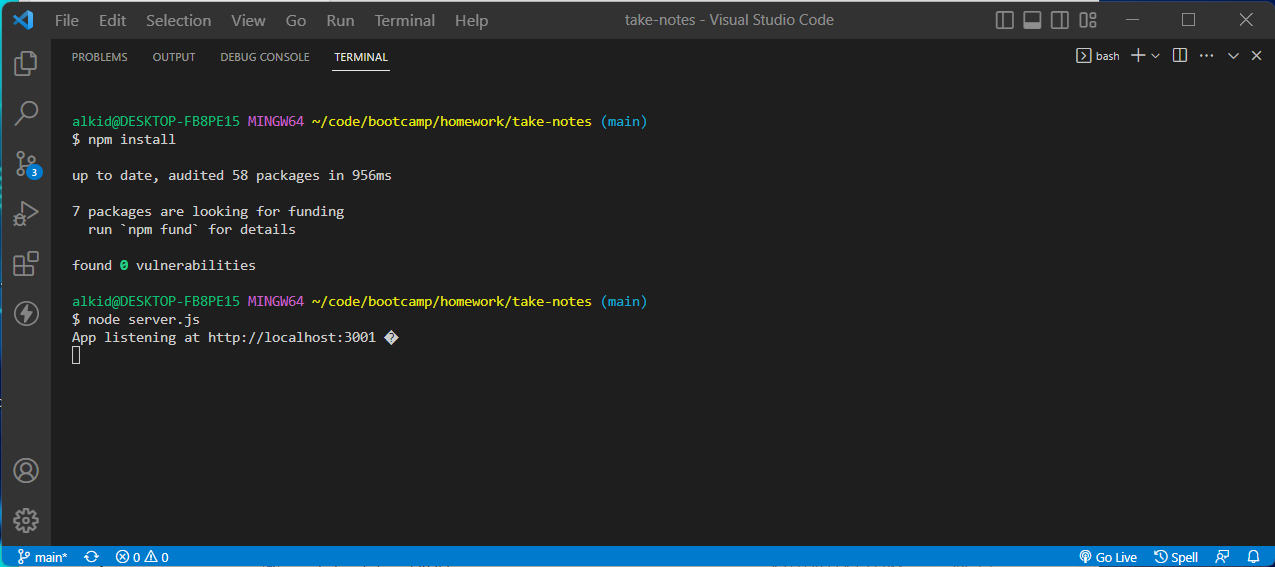 File Edit Selection View Go Run Terminal Help take-notes - Visual Studio Code
PROBLEMS OUTPUT DEBUG CONSOLE TERMINAL bash
alkid@DESKTOP-FB8PE15 MINGW64 ~/code/bootcamp/homework/take-notes (main)
$ npm install
up to date, audited 58 packages in 956ms
7 packages are looking for funding
  run `npm fund` for details
found 0 vulnerabilities
alkid@DESKTOP-FB8PE15 MINGW64 ~/code/bootcamp/homework/take-notes (main)
$ node server.js
App listening at http://localhost:3001 �
3
main* 0 0 Go Live Spell